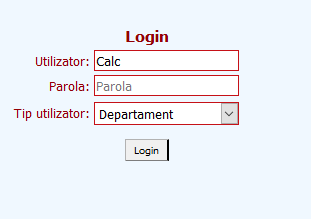 Login
Utilizator: Calc
Parola: Parola
Tip utilizator: Departament
Login